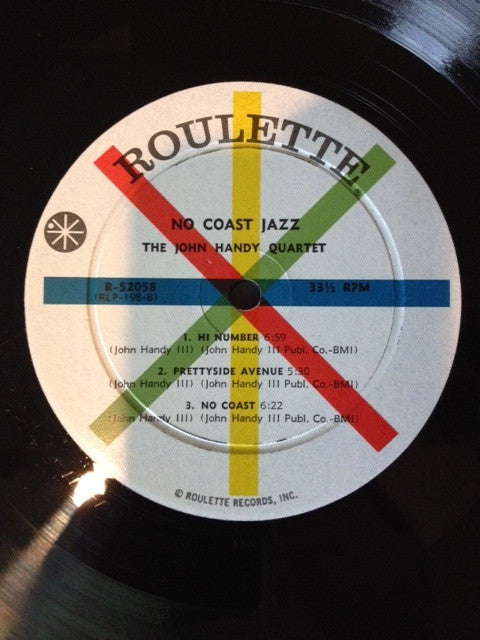 ROULETTE
NO COAST JAZZ
THE JOHN HANDY QUARTET
R-52058 33⅓ RPM
(RLP-198-B)
1. HI NUMBER 6:59
(John Handy III) (John Handy III Publ. Co.-BMI)
2. PRETTYSIDE AVENUE 5:30
(John Handy III) (John Handy III Publ. Co.-BMI)
3. NO COAST 6:22
(John Handy III) (John Handy III Publ. Co.-BMI)
© ROULETTE RECORDS, INC.